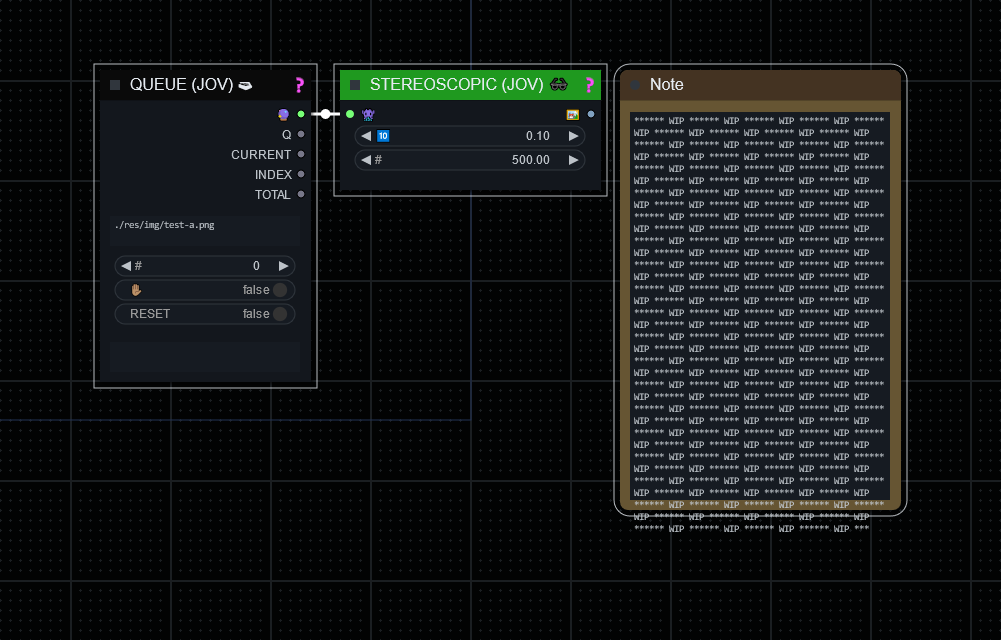 QUEUE (JOV)
?
Q
CURRENT
INDEX
TOTAL
./res/img/test-a.png
# 0
false
RESET false
STEREOSCOPIC (JOV)
?
10 0.10
# 500.00
Note
****** WIP ****** WIP ****** WIP ****** WIP ******
WIP ****** WIP ****** WIP ****** WIP ****** WIP
****** WIP ****** WIP ****** WIP ****** WIP ******
WIP ****** WIP ****** WIP ****** WIP ****** WIP
****** WIP ****** WIP ****** WIP ****** WIP ******
WIP ****** WIP ****** WIP ****** WIP ****** WIP
****** WIP ****** WIP ****** WIP ****** WIP ******
WIP ****** WIP ****** WIP ****** WIP ****** WIP
****** WIP ****** WIP ****** WIP ****** WIP ******
WIP ****** WIP ****** WIP ****** WIP ****** WIP
****** WIP ****** WIP ****** WIP ****** WIP ******
WIP ****** WIP ****** WIP ****** WIP ****** WIP
****** WIP ****** WIP ****** WIP ****** WIP ******
WIP ****** WIP ****** WIP ****** WIP ****** WIP
****** WIP ****** WIP ****** WIP ****** WIP ******
WIP ****** WIP ****** WIP ****** WIP ****** WIP
****** WIP ****** WIP ****** WIP ****** WIP ******
WIP ****** WIP ****** WIP ****** WIP ****** WIP
****** WIP ****** WIP ****** WIP ****** WIP ******
WIP ****** WIP ****** WIP ****** WIP ****** WIP
****** WIP ****** WIP ****** WIP ****** WIP ******
WIP ****** WIP ****** WIP ****** WIP ****** WIP
****** WIP ****** WIP ****** WIP ****** WIP ******
WIP ****** WIP ****** WIP ****** WIP ****** WIP
****** WIP ****** WIP ****** WIP ****** WIP ******
WIP ****** WIP ****** WIP ****** WIP ****** WIP
****** WIP ****** WIP ****** WIP ****** WIP ******
WIP ****** WIP ****** WIP ****** WIP ****** WIP
****** WIP ****** WIP ****** WIP ****** WIP ******
WIP ****** WIP ****** WIP ****** WIP ****** WIP
****** WIP ****** WIP ****** WIP ****** WIP ******
WIP ****** WIP ****** WIP ****** WIP ****** WIP
****** WIP ****** WIP ****** WIP ****** WIP ******
WIP ****** WIP ****** WIP ****** WIP ****** WIP
****** WIP ****** WIP ****** WIP ****** WIP ***